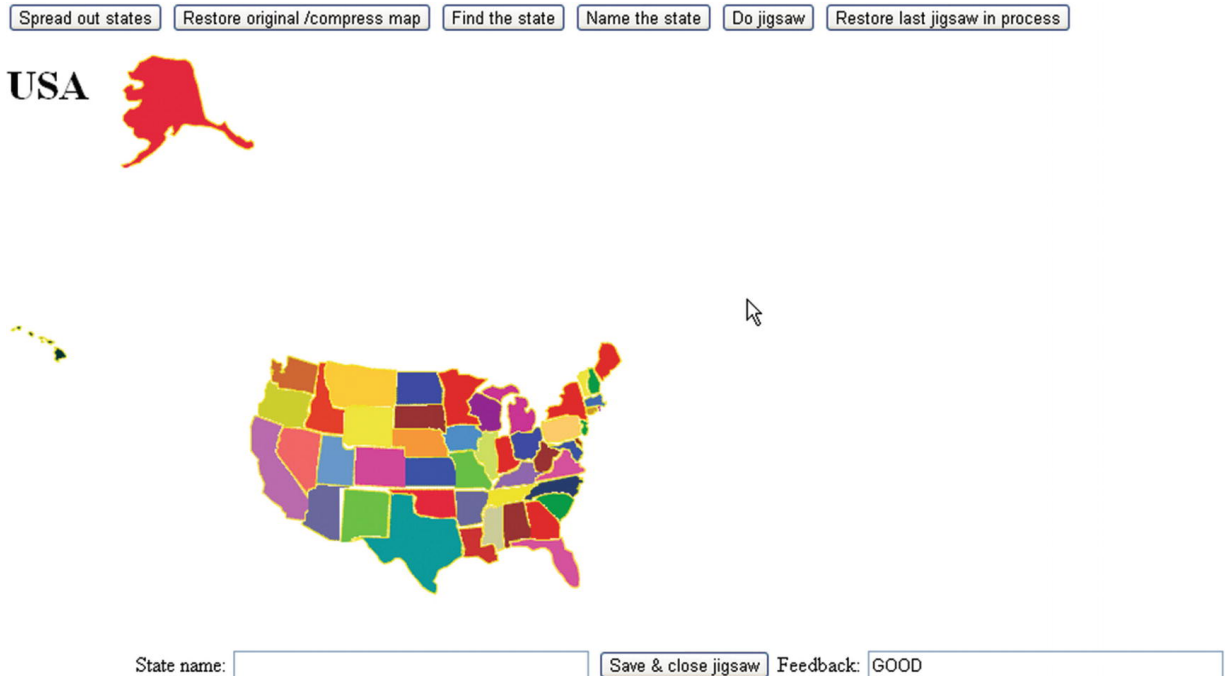 Spread out states Restore original /compress map Find the state Name the state Do jigsaw Restore last jigsaw in process
USA
State name: Save & close jigsaw Feedback: GOOD